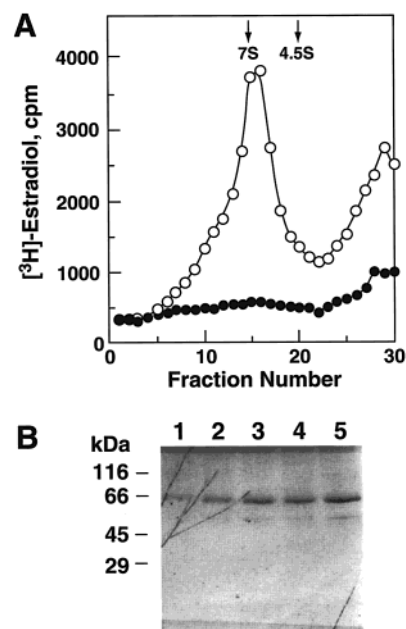 A
7S 4.5S
4000
3000
2000
1000
0
[³H]-Estradiol, cpm
0 10 20 30
Fraction Number
B
kDa 1 2 3 4 5
116
66
45
29